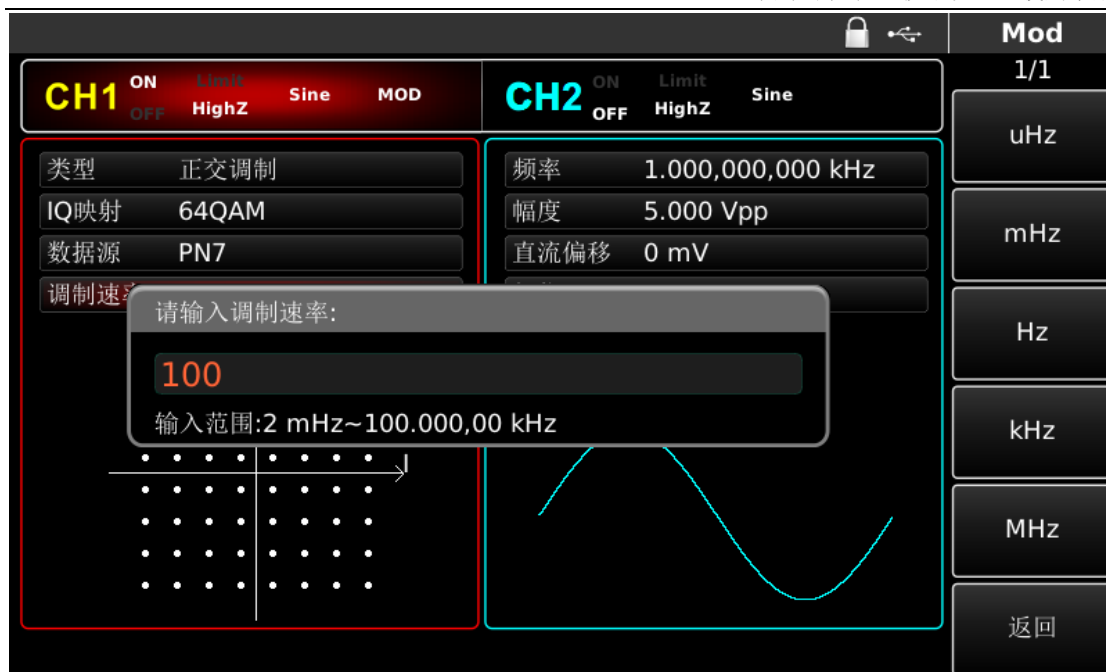 Mod
1/1
CH1 ON OFF Limit HighZ Sine MOD
CH2 ON OFF Limit HighZ Sine
uHz
mHz
Hz
kHz
MHz
返回
类型 正交调制
IQ映射 64QAM
数据源 PN7
调制速
频率 1.000,000,000 kHz
幅度 5.000 Vpp
直流偏移 0 mV
请输入调制速率:
100
输入范围:2 mHz~100.000,00 kHz
I